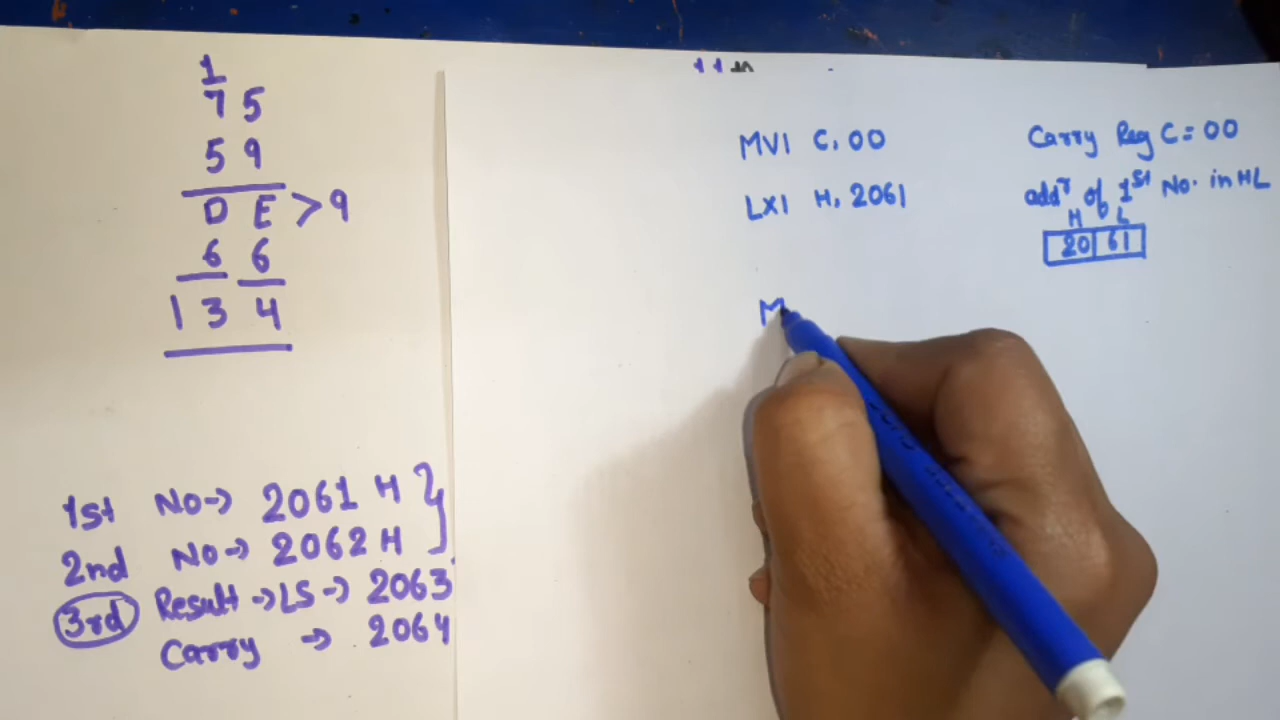 1
7 5
5 9
D E > 9
6 6
1 3 4
1st No→ 2061 H
2nd No→ 2062 H
3rd Result → LS → 2063
Carry → 2064
MVI C, 00
LXI H, 2061
M
Carry Reg C = 00
addr of 1st No. in HL
H L
20 61